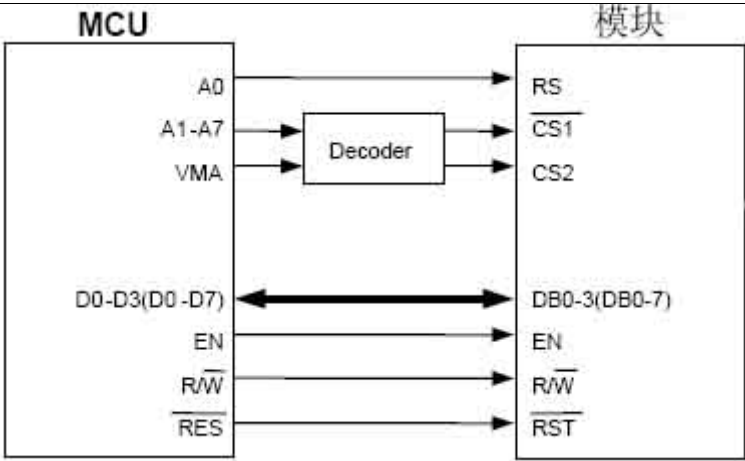 MCU 模块
A0 RS
A1-A7 Decoder CS1
VMA CS2
D0-D3(D0-D7) DB0-3(DB0-7)
EN EN
R/W R/W
RES RST